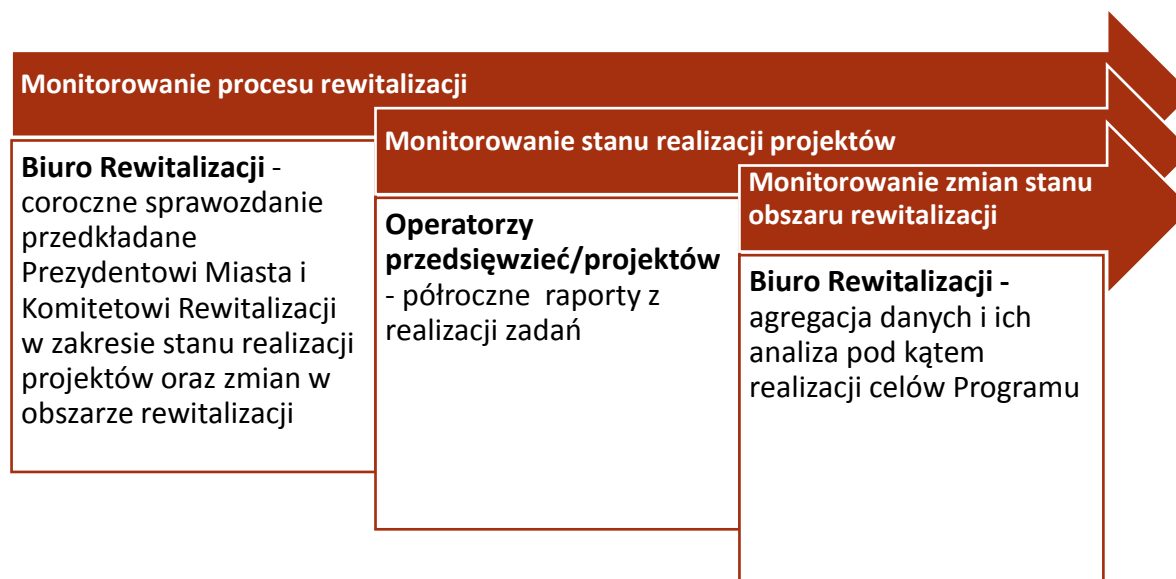 Monitorowanie procesu rewitalizacji
Biuro Rewitalizacji -
coroczne sprawozdanie
przedkładane
Prezydentowi Miasta i
Komitetowi Rewitalizacji
w zakresie stanu realizacji
projektów oraz zmian w
obszarze rewitalizacji
Monitorowanie stanu realizacji projektów
Operatorzy
przedsięwzieć/projektów
- półroczne raporty z
realizacji zadań
Monitorowanie zmian stanu
obszaru rewitalizacji
Biuro Rewitalizacji -
agregacja danych i ich
analiza pod kątem
realizacji celów Programu